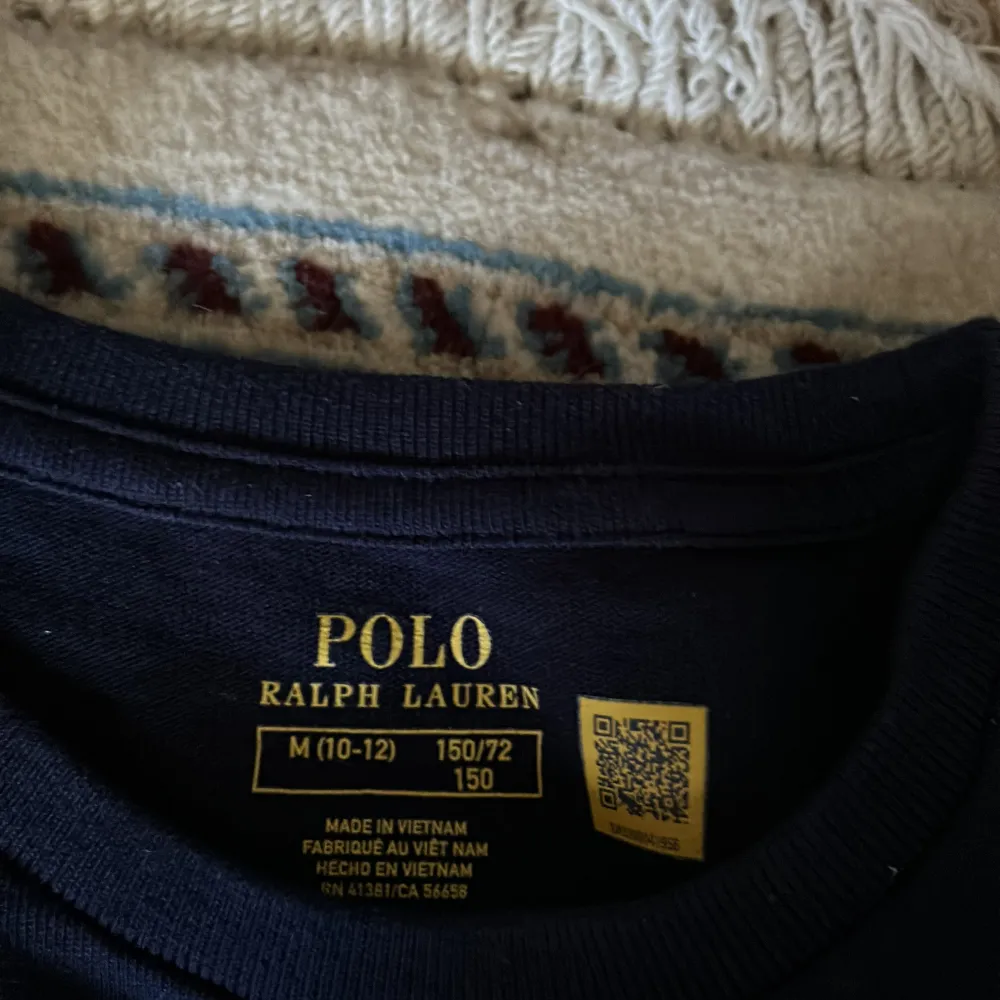 POLO
RALPH LAUREN
M (10-12) 150/72
150
MADE IN VIETNAM
FABRIQUÉ AU VIÊT NAM
HECHO EN VIETNAM
RN 41381/CA 56658